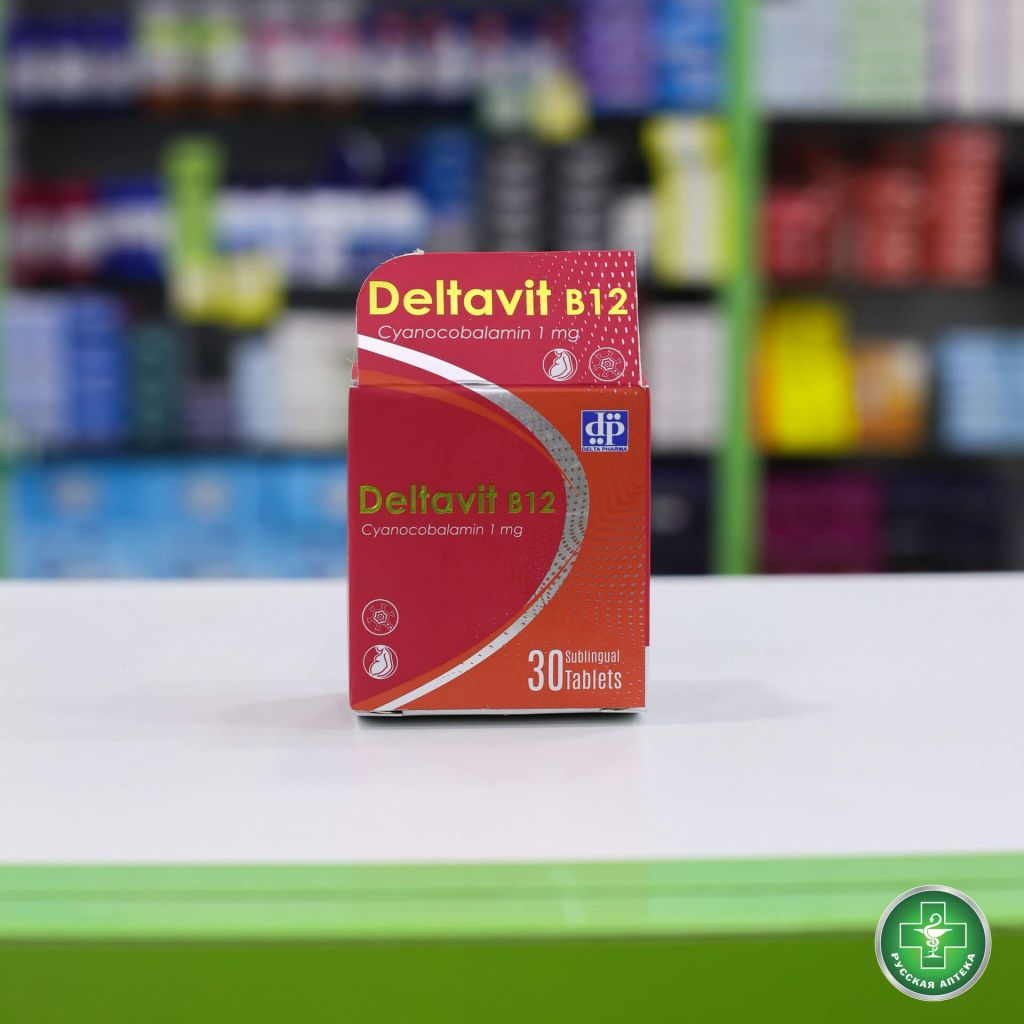 Deltavit B12
Cyanocobalamin 1 mg
dp
DELTA PHARMA
Deltavit B12
Cyanocobalamin 1 mg
30 Sublingual
Tablets
РУССКАЯ АПТЕКА